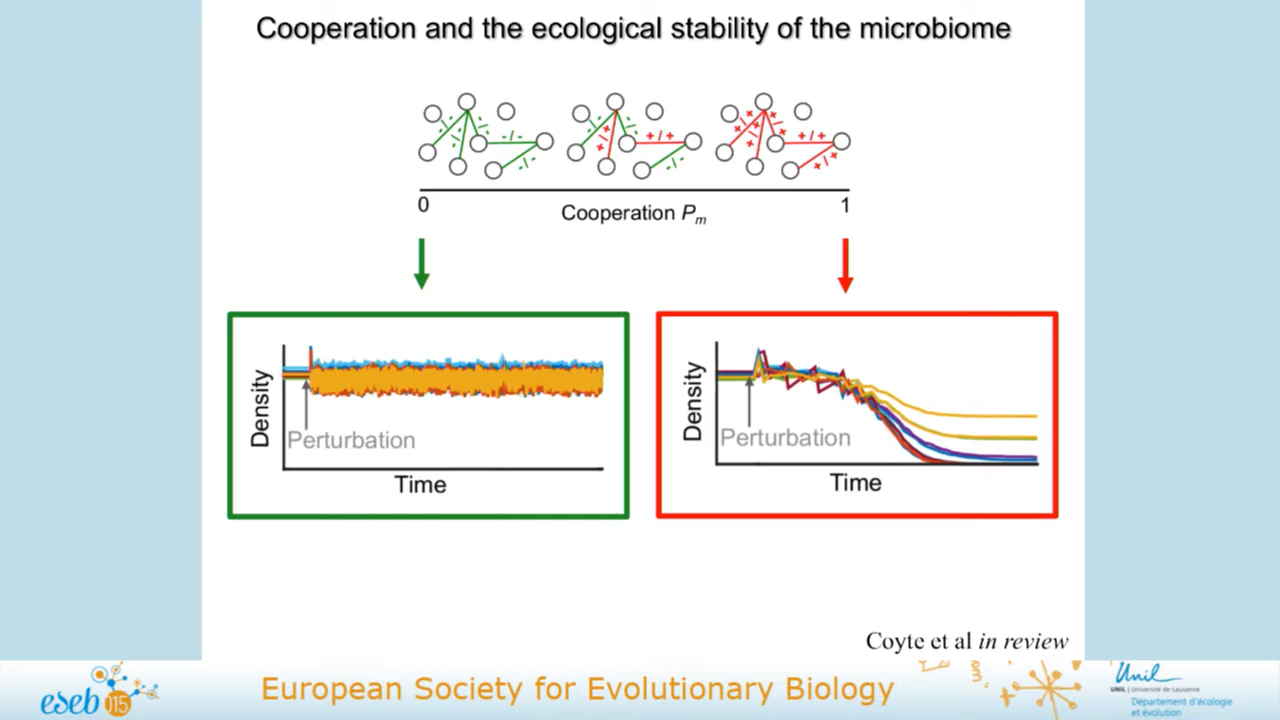 Cooperation and the ecological stability of the microbiome
-/- -/- -/- -/- -/-
-/- +/+ -/- +/+ -/-
+/+ +/+ +/+ +/+ +/+
0
Cooperation Pm
1
Density
Perturbation
Time
Density
Perturbation
Time
Coyte et al in review
eseb 15
European Society for Evolutionary Biology
Unil
UNIL | Université de Lausanne
Département d'écologie
et évolution